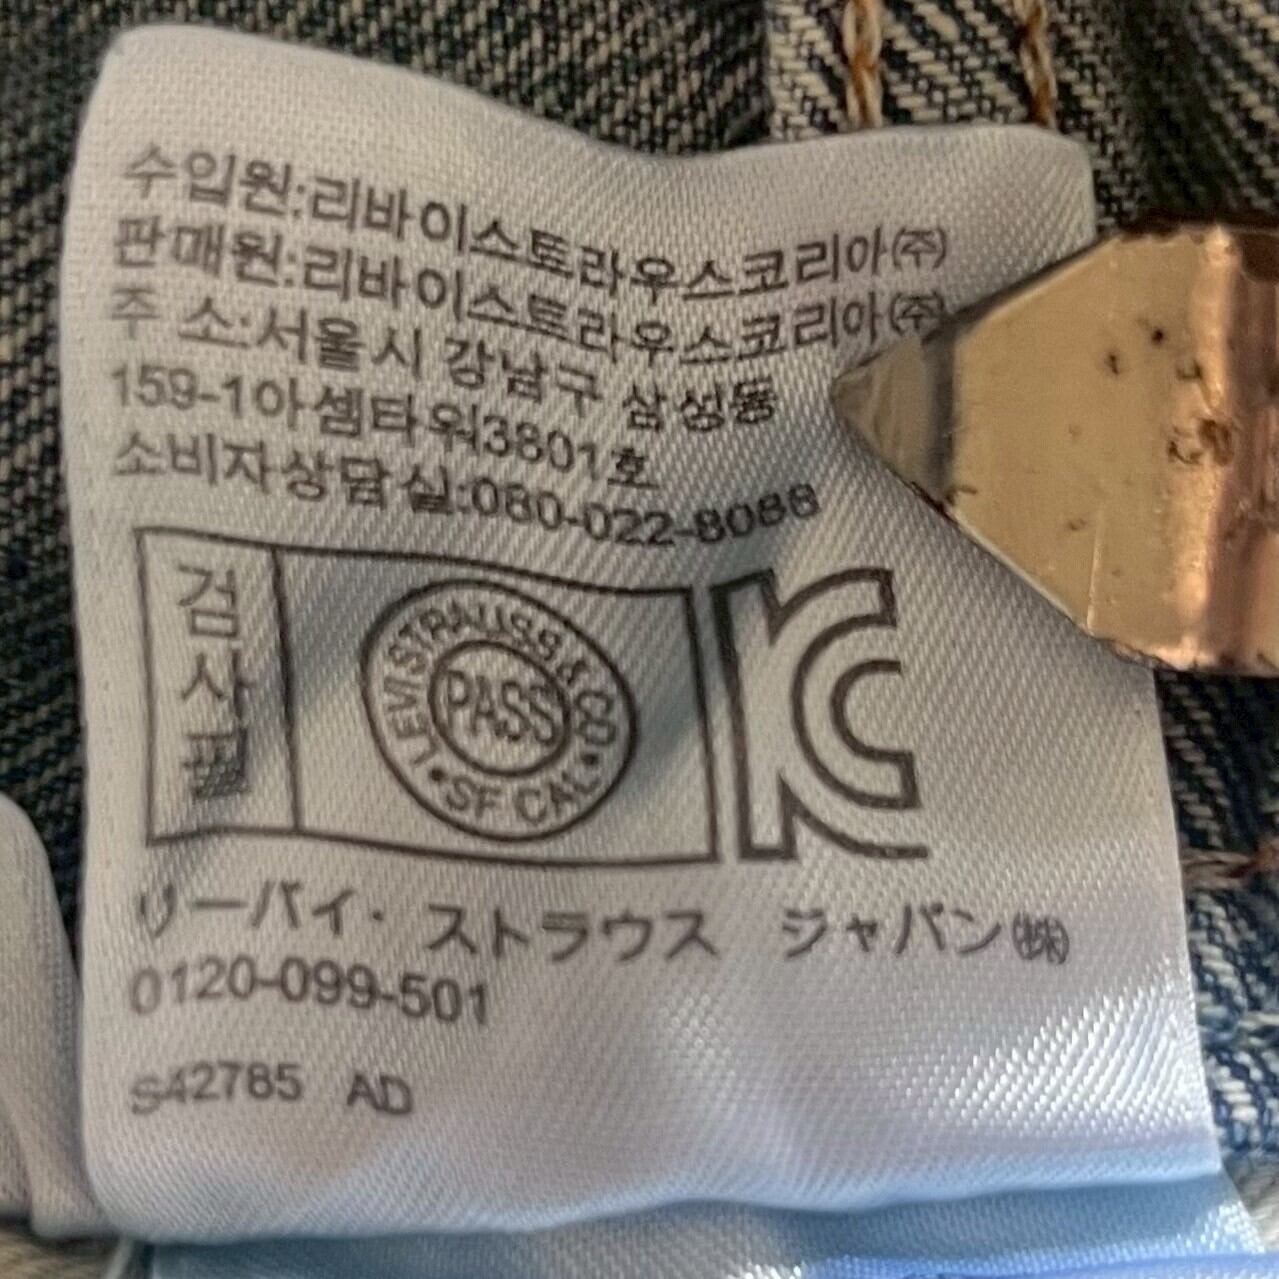 수입원:리바이스트라우스코리아(주)
판매원:리바이스트라우스코리아(주)
주 소:서울시 강남구 삼성동
159-1아셈타워3801호
소비자상담실:080-022-8088
검사필
LEVI STRAUSS & CO
PASS
SF CAL
KC
リーバイ・ストラウス ジャパン(株)
0120-099-501
S42785 AD